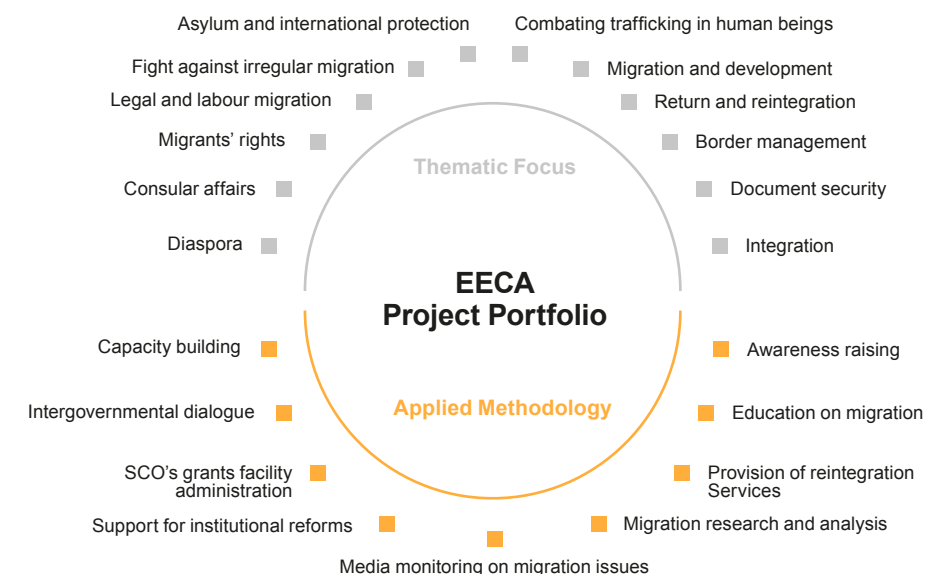 Asylum and international protection
Combating trafficking in human beings
Fight against irregular migration
Migration and development
Legal and labour migration
Return and reintegration
Migrants' rights
Border management
Thematic Focus
Consular affairs
Document security
Diaspora
Integration
EECA
Project Portfolio
Capacity building
Awareness raising
Applied Methodology
Intergovernmental dialogue
Education on migration
SCO's grants facility
administration
Provision of reintegration
Services
Support for institutional reforms
Migration research and analysis
Media monitoring on migration issues